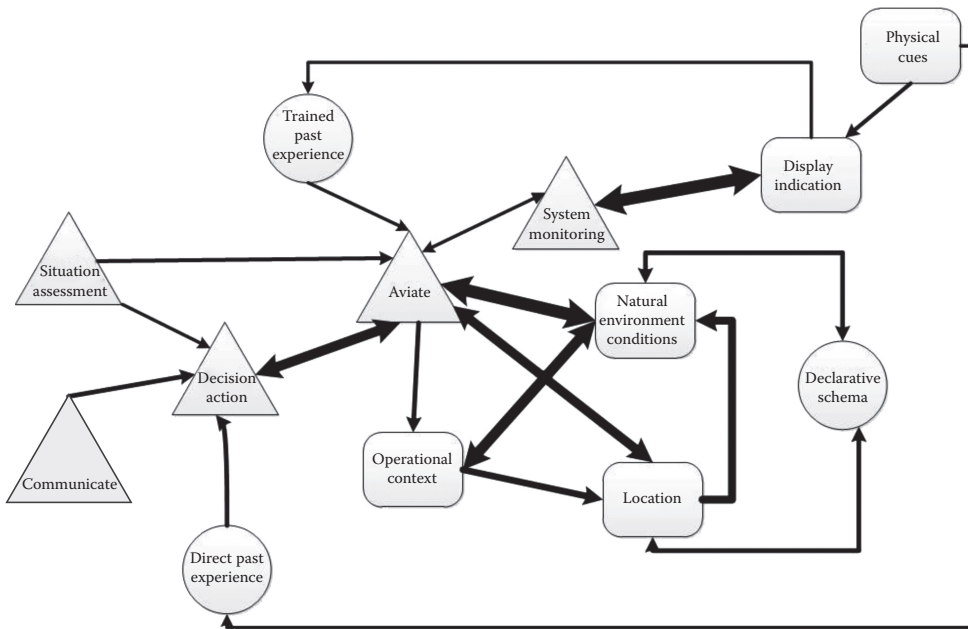 Physical
cues
Trained
past
experience
Display
indication
System
monitoring
Situation
assessment
Aviate
Natural
environment
conditions
Decision
action
Declarative
schema
Operational
context
Location
Communicate
Direct past
experience